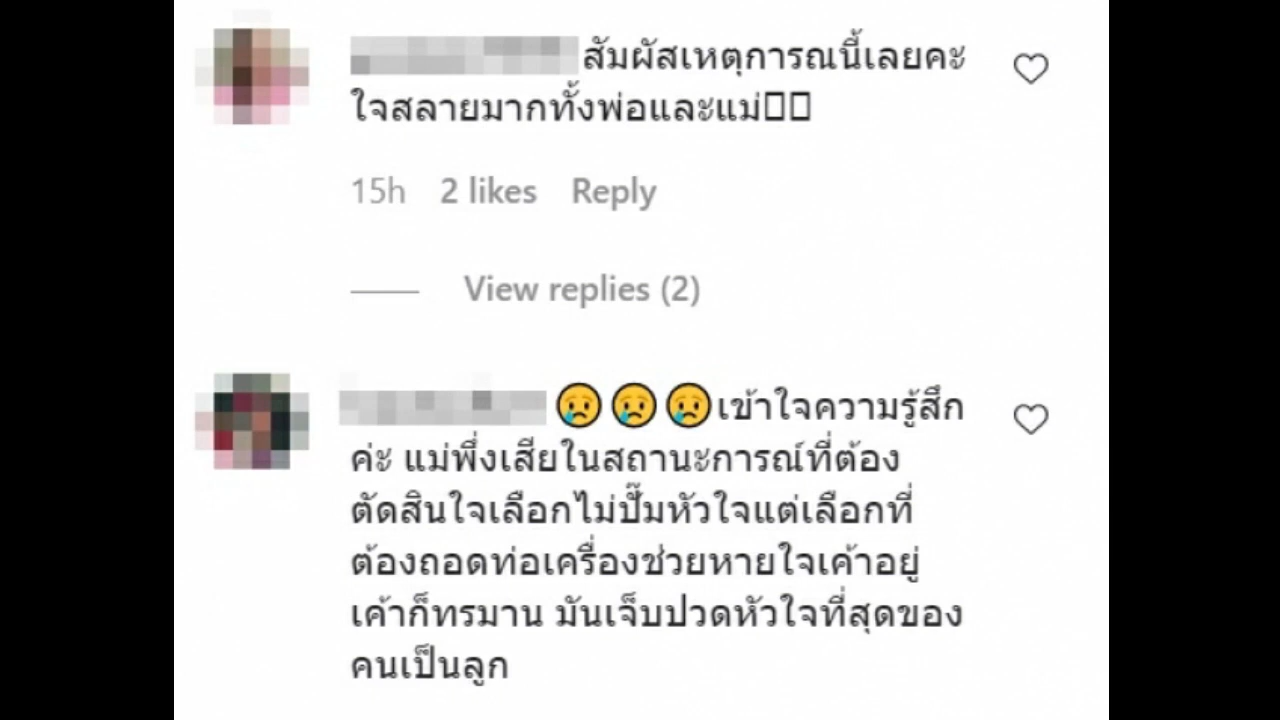 สัมผัสเหตุการณนี้เลยคะ
ใจสลายมากทั้งพ่อและแม่
15h 2 likes Reply
View replies (2)
😢😢😢เข้าใจความรู้สึก
ค่ะ แม่พึ่งเสียในสถานะการณ์ที่ต้อง
ตัดสินใจเลือกไม่ปั๊มหัวใจแต่เลือกที่
ต้องถอดท่อเครื่องช่วยหายใจเค้าอยู่
เค้าก็ทรมาน มันเจ็บปวดหัวใจที่สุดของ
คนเป็นลูก